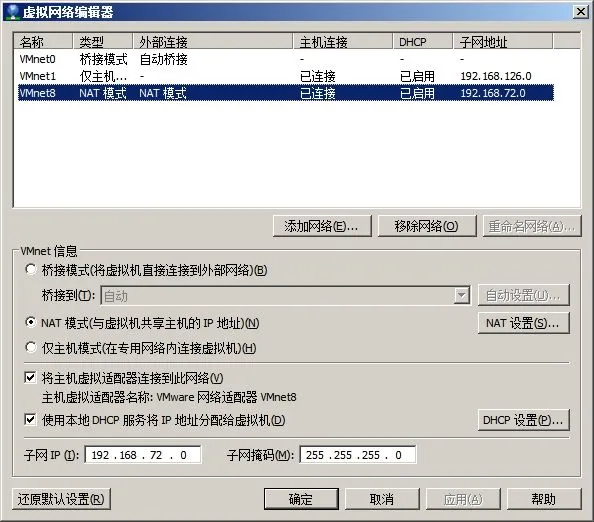 虚拟网络编辑器
名称 类型 外部连接 主机连接 DHCP 子网地址
VMnet0 桥接模式 自动桥接 - - -
VMnet1 仅主机... - 已连接 已启用 192.168.126.0
VMnet8 NAT 模式 NAT 模式 已连接 已启用 192.168.72.0
添加网络(E)... 移除网络(O) 重命名网络(A)...
VMnet 信息
桥接模式(将虚拟机直接连接到外部网络)(B)
桥接到(T): 自动 自动设置(U)...
NAT 模式(与虚拟机共享主机的 IP 地址)(N) NAT 设置(S)...
仅主机模式(在专用网络内连接虚拟机)(H)
将主机虚拟适配器连接到此网络(V)
主机虚拟适配器名称: VMware 网络适配器 VMnet8
使用本地 DHCP 服务将 IP 地址分配给虚拟机(D) DHCP 设置(P)...
子网 IP (I): 192 .168 . 72 . 0 子网掩码(M): 255 .255 .255 . 0
还原默认设置(R) 确定 取消 应用(A) 帮助